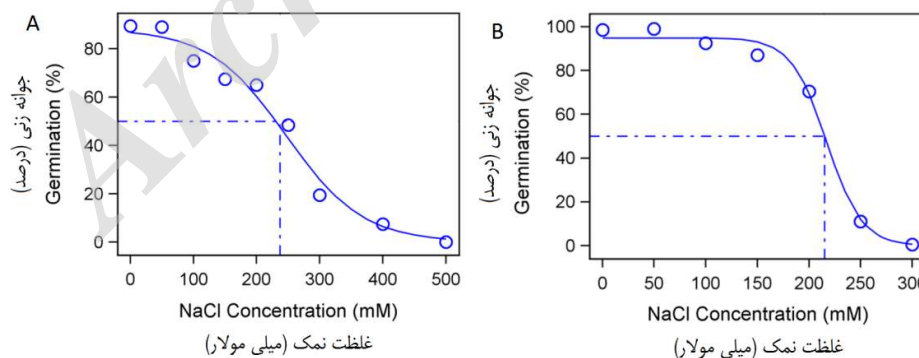 A
جوانه زنی (درصد)
Germination (%)
80
60
40
20
0
0 100 200 300 400 500
NaCl Concentration (mM)
غلظت نمک (میلی مولار)
B
جوانه زنی (درصد)
Germination (%)
100
80
60
40
20
0
0 50 100 150 200 250 300
NaCl Concentration (mM)
غلظت نمک (میلی مولار)
Arc